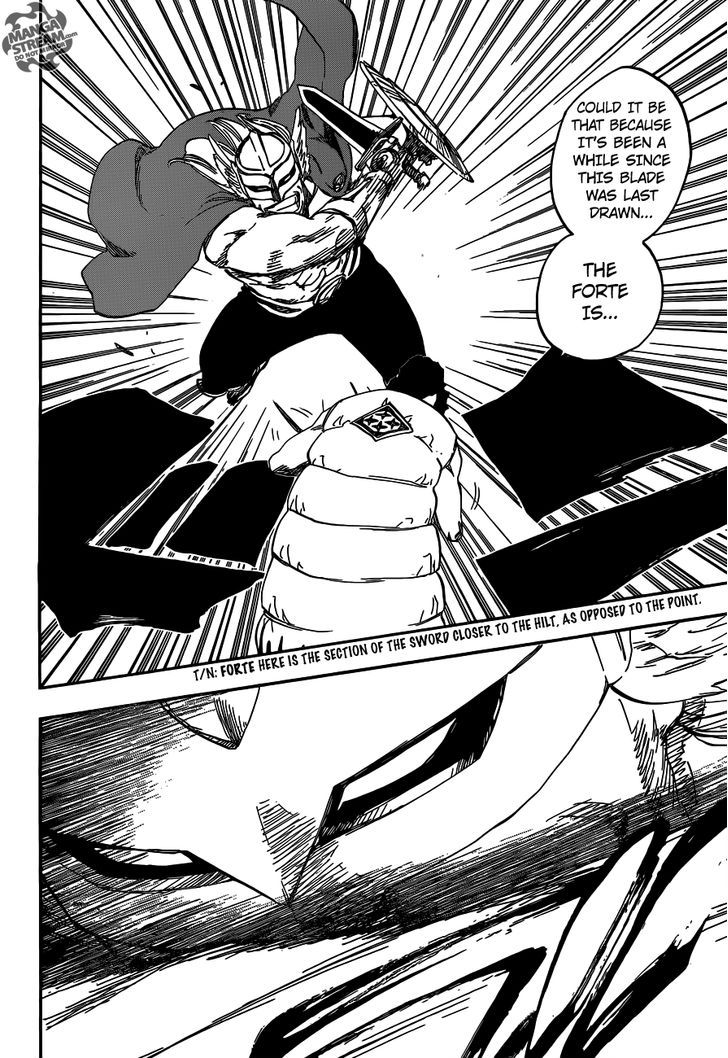 MANGA
STREAM
DO NOT MIRROR!
COULD IT BE
THAT BECAUSE
IT'S BEEN A
WHILE SINCE
THIS BLADE
WAS LAST
DRAWN...
THE
FORTE
IS...
T/N: FORTE HERE IS THE SECTION OF THE SWORD CLOSER TO THE HILT, AS OPPOSED TO THE POINT.